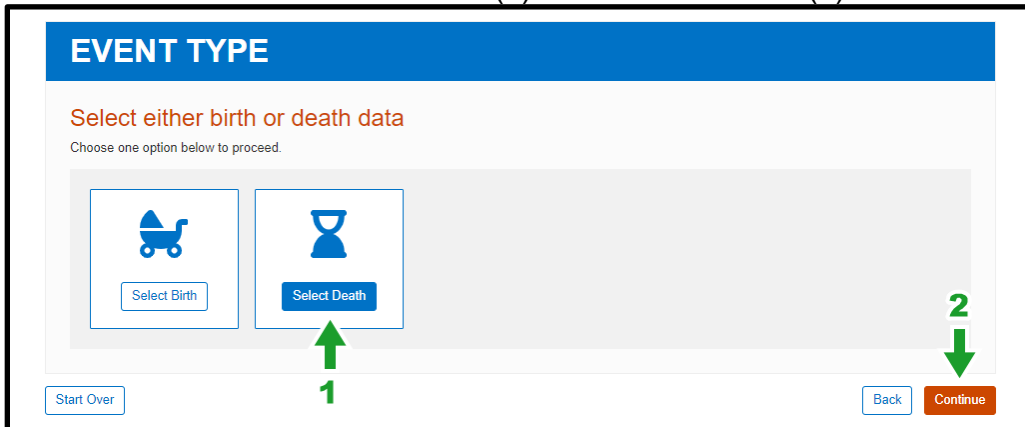 EVENT TYPE
Select either birth or death data
Choose one option below to proceed.
Select Birth
Select Death
2
1
Start Over
Back
Continue